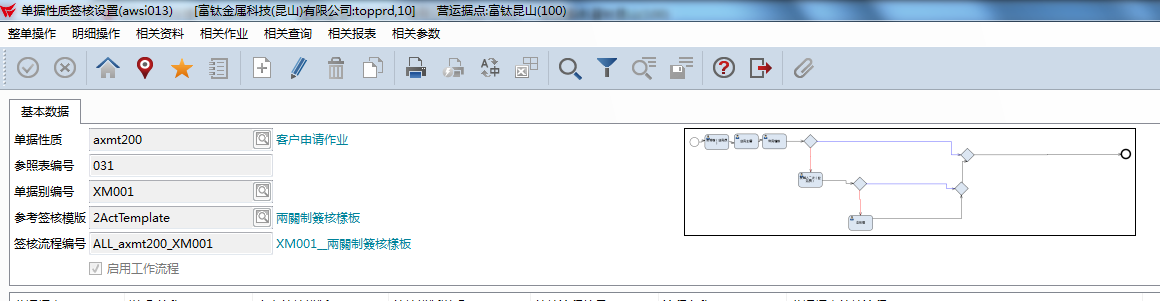 单据性质签核设置(awsi013) [富钛金属科技(昆山)有限公司:topprd,10] 营运据点:富钛昆山(100)
整单操作 明细操作 相关资料 相关作业 相关查询 相关报表 相关参数
基本数据
单据性质 axmt200 客户申请作业
参照表编号 031
单据别编号 XM001
参考签核模版 2ActTemplate 兩關制簽核樣板
签核流程编号 ALL_axmt200_XM001 XM001__兩關制簽核樣板
启用工作流程